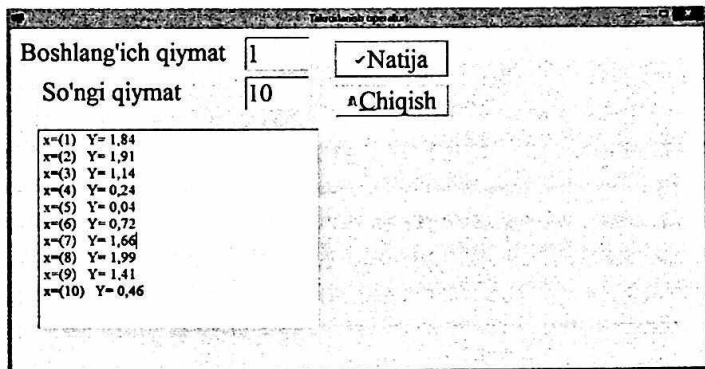 Takrorlanish operatori
Boshlang'ich qiymat 1
✓Natija
So'ngi qiymat 10
Chiqish
x=(1) Y= 1,84
x=(2) Y= 1,91
x=(3) Y= 1,14
x=(4) Y= 0,24
x=(5) Y= 0,04
x=(6) Y= 0,72
x=(7) Y= 1,66
x=(8) Y= 1,99
x=(9) Y= 1,41
x=(10) Y= 0,46